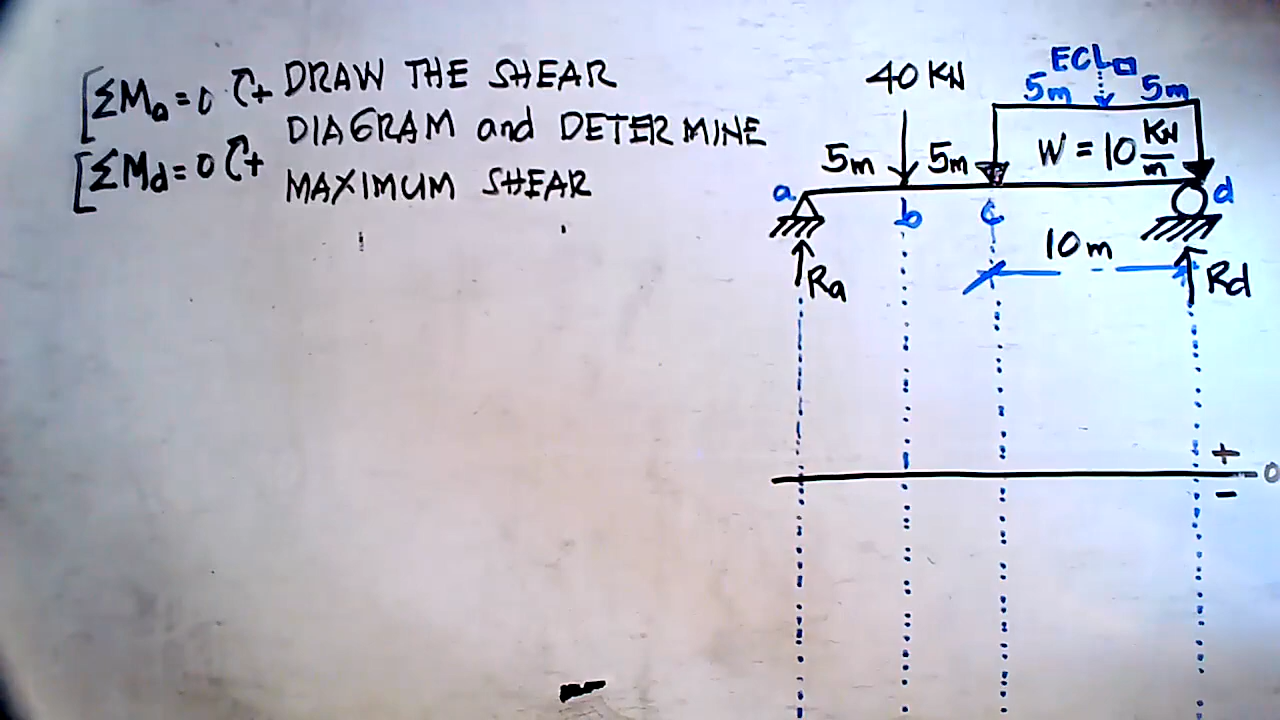 [ΣMa = 0 ↷+ DRAW THE SHEAR
DIAGRAM and DETERMINE
[ΣMd = 0 ↷+
MAXIMUM SHEAR
40 KN
ECL□
5m 5m
5m 5m W = 10 KN/m
a b c d
10m
Ra Rd
+
0
−